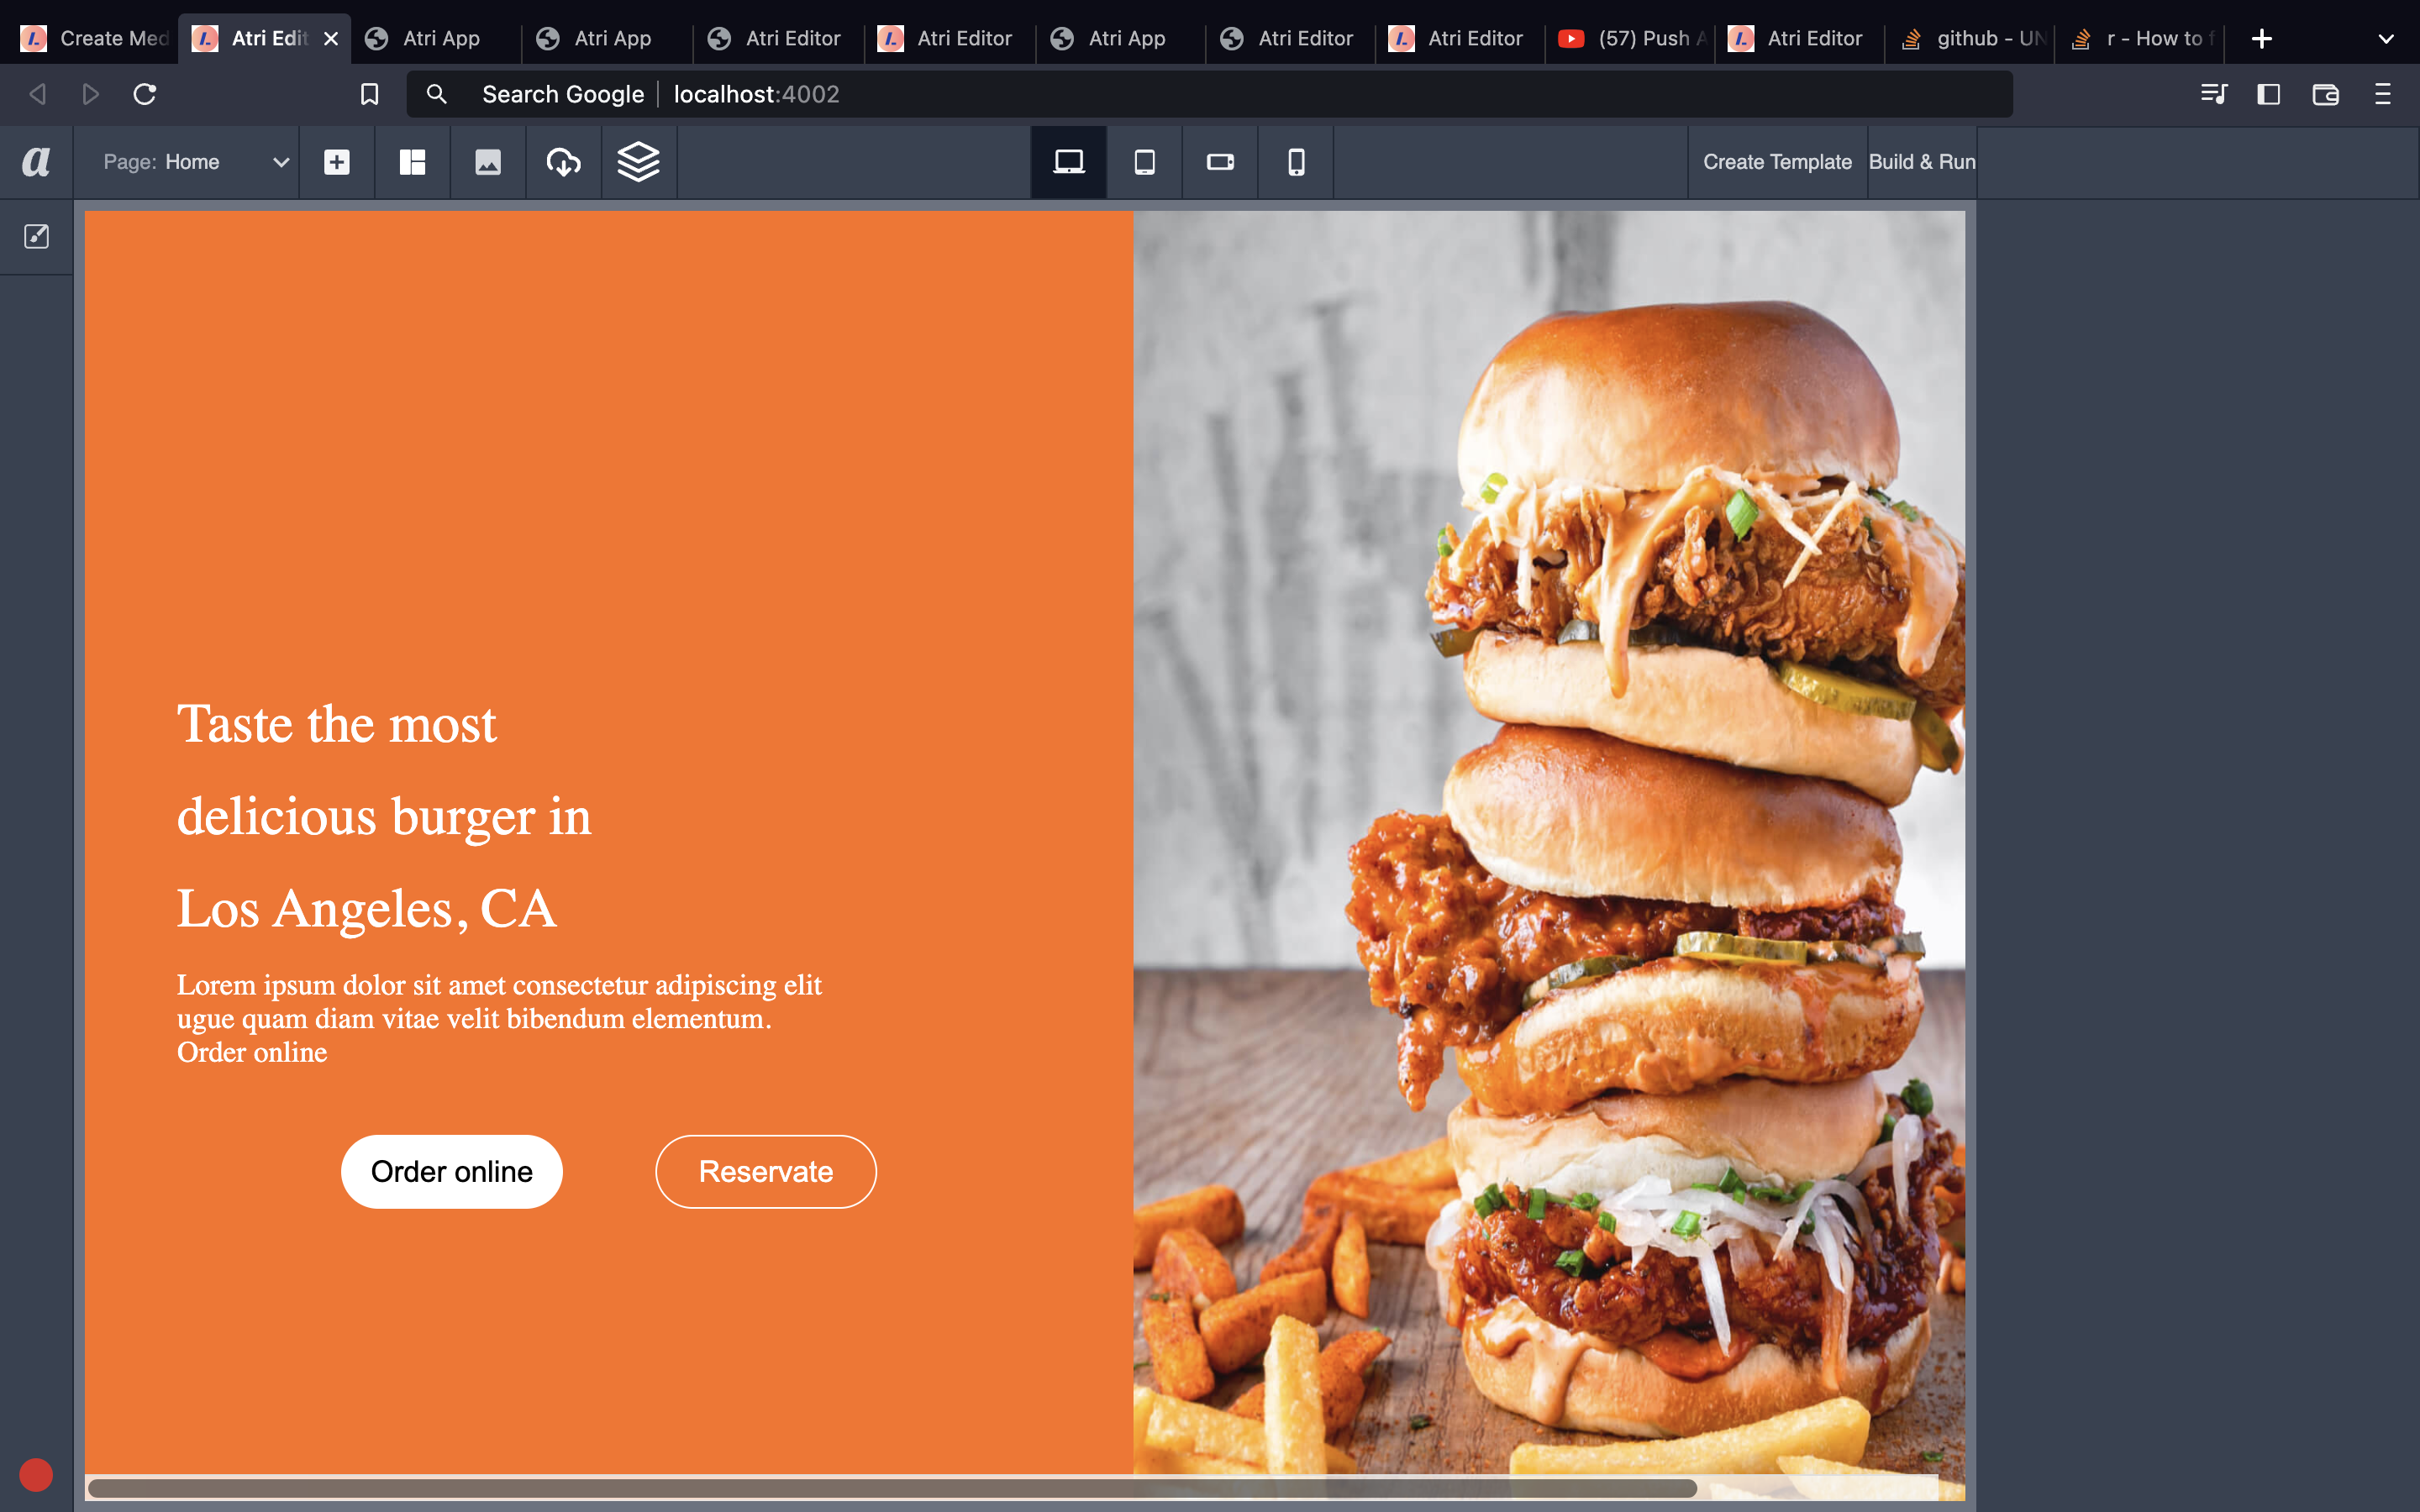 Create Med
Atri Edit
Atri App
Atri App
Atri Editor
Atri Editor
Atri App
Atri Editor
Atri Editor
(57) Push A
Atri Editor
github - UN
r - How to f
Search Google
localhost:4002
a
Page: Home
Create Template
Build & Run
Taste the most
delicious burger in
Los Angeles, CA
Lorem ipsum dolor sit amet consectetur adipiscing elit
ugue quam diam vitae velit bibendum elementum.
Order online
Order online
Reservate